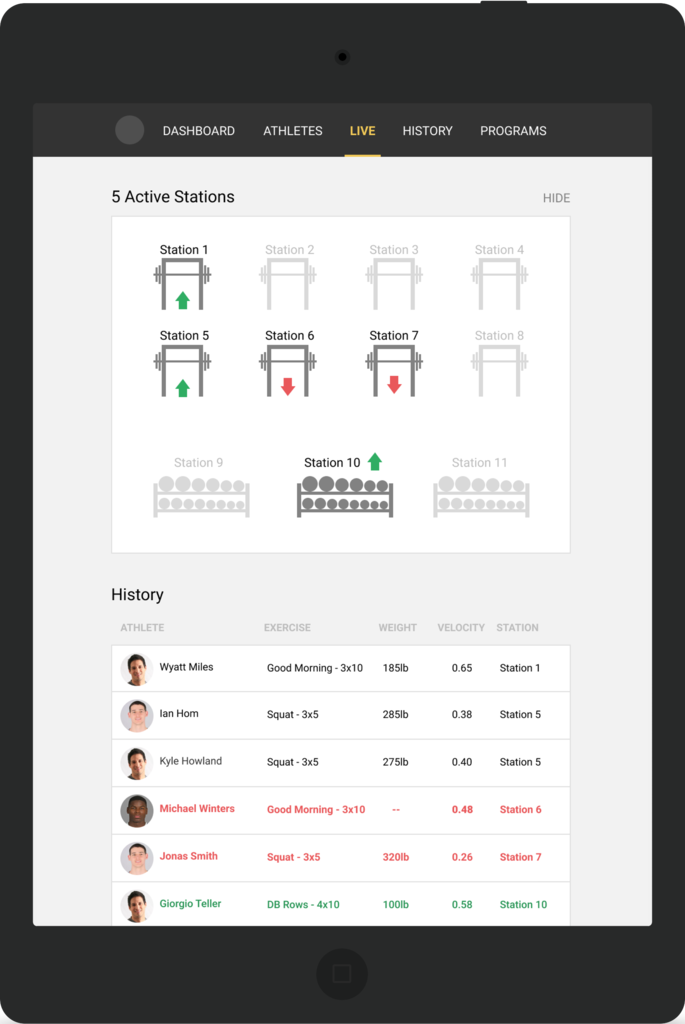 DASHBOARD ATHLETES LIVE HISTORY PROGRAMS
5 Active Stations HIDE
Station 1 Station 2 Station 3 Station 4
Station 5 Station 6 Station 7 Station 8
Station 9 Station 10 Station 11
History
ATHLETE EXERCISE WEIGHT VELOCITY STATION
Wyatt Miles Good Morning - 3x10 185lb 0.65 Station 1
Ian Hom Squat - 3x5 285lb 0.38 Station 5
Kyle Howland Squat - 3x5 275lb 0.40 Station 5
Michael Winters Good Morning - 3x10 -- 0.48 Station 6
Jonas Smith Squat - 3x5 320lb 0.26 Station 7
Giorgio Teller DB Rows - 4x10 100lb 0.58 Station 10